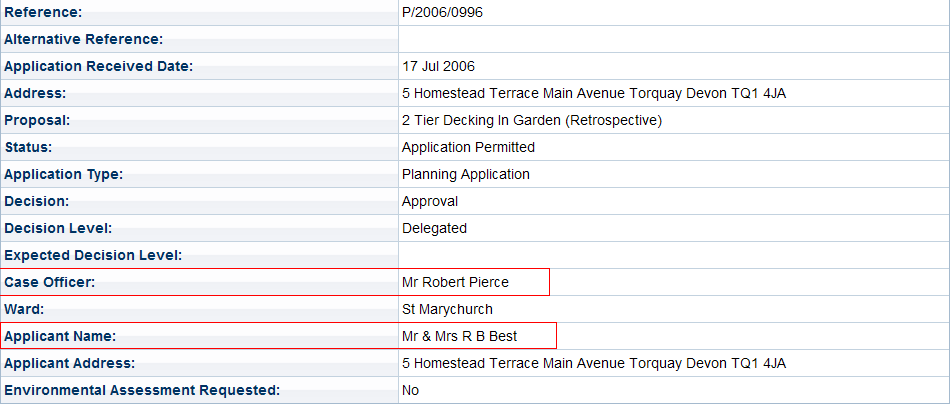 Reference: P/2006/0996
Alternative Reference:
Application Received Date: 17 Jul 2006
Address: 5 Homestead Terrace Main Avenue Torquay Devon TQ1 4JA
Proposal: 2 Tier Decking In Garden (Retrospective)
Status: Application Permitted
Application Type: Planning Application
Decision: Approval
Decision Level: Delegated
Expected Decision Level:
Case Officer: Mr Robert Pierce
Ward: St Marychurch
Applicant Name: Mr & Mrs R B Best
Applicant Address: 5 Homestead Terrace Main Avenue Torquay Devon TQ1 4JA
Environmental Assessment Requested: No